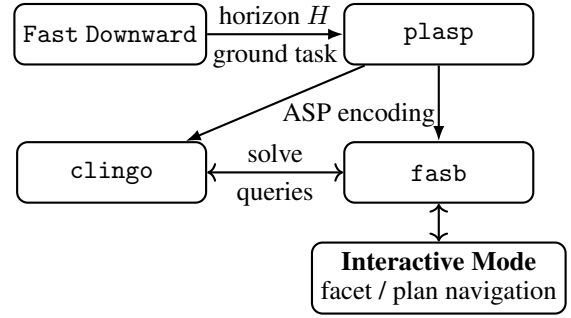 Fast Downward
horizon H
ground task
plasp
ASP encoding
clingo
solve
queries
fasb
Interactive Mode
facet / plan navigation